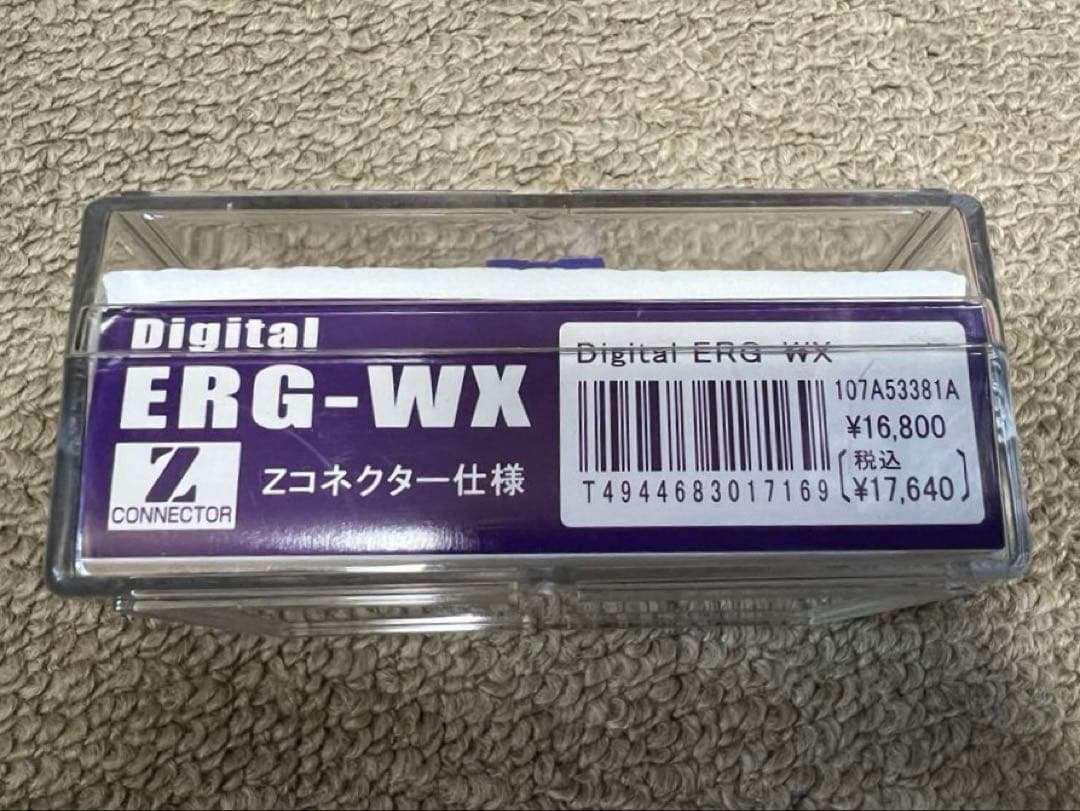 Digital
ERG-WX
Z
CONNECTOR
Zコネクター仕様
Digital ERG WX
107A53381A
¥16,800
T4944683017169
税込
¥17,640